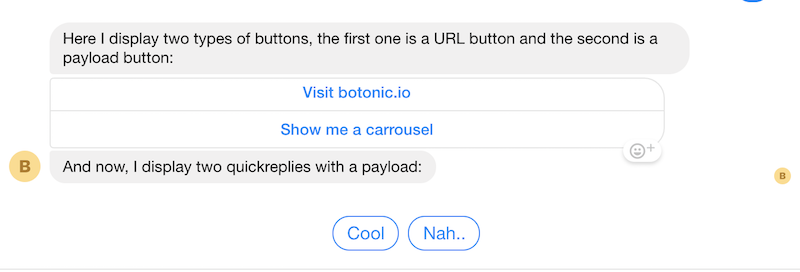 Here I display two types of buttons, the first one is a URL button and the second is a
payload button:
Visit botonic.io
Show me a carrousel
B And now, I display two quickreplies with a payload:
B
Cool Nah..